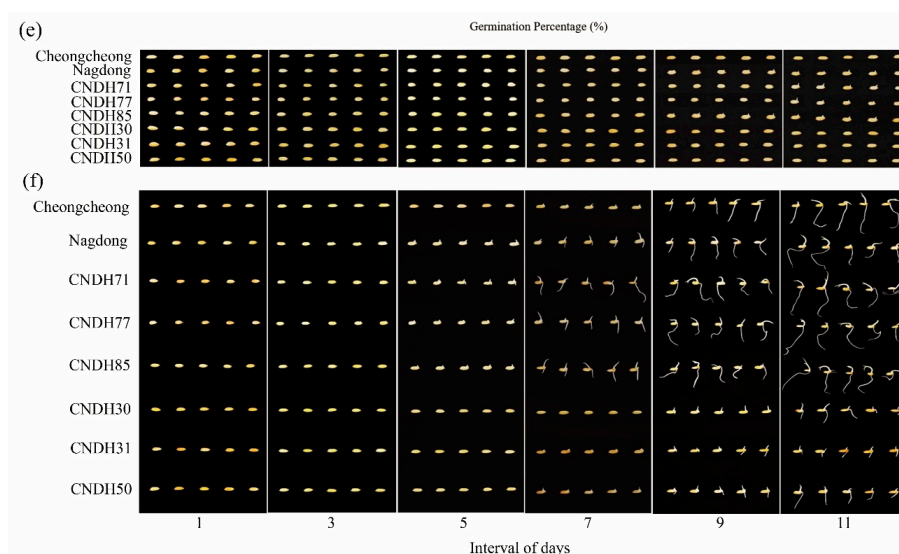 (e)
Germination Percentage (%)
Cheongcheong
Nagdong
CNDH71
CNDH77
CNDH85
CNDH30
CNDH31
CNDH50
(f)
Cheongcheong
Nagdong
CNDH71
CNDH77
CNDH85
CNDH30
CNDH31
CNDH50
1 3 5 7 9 11
Interval of days